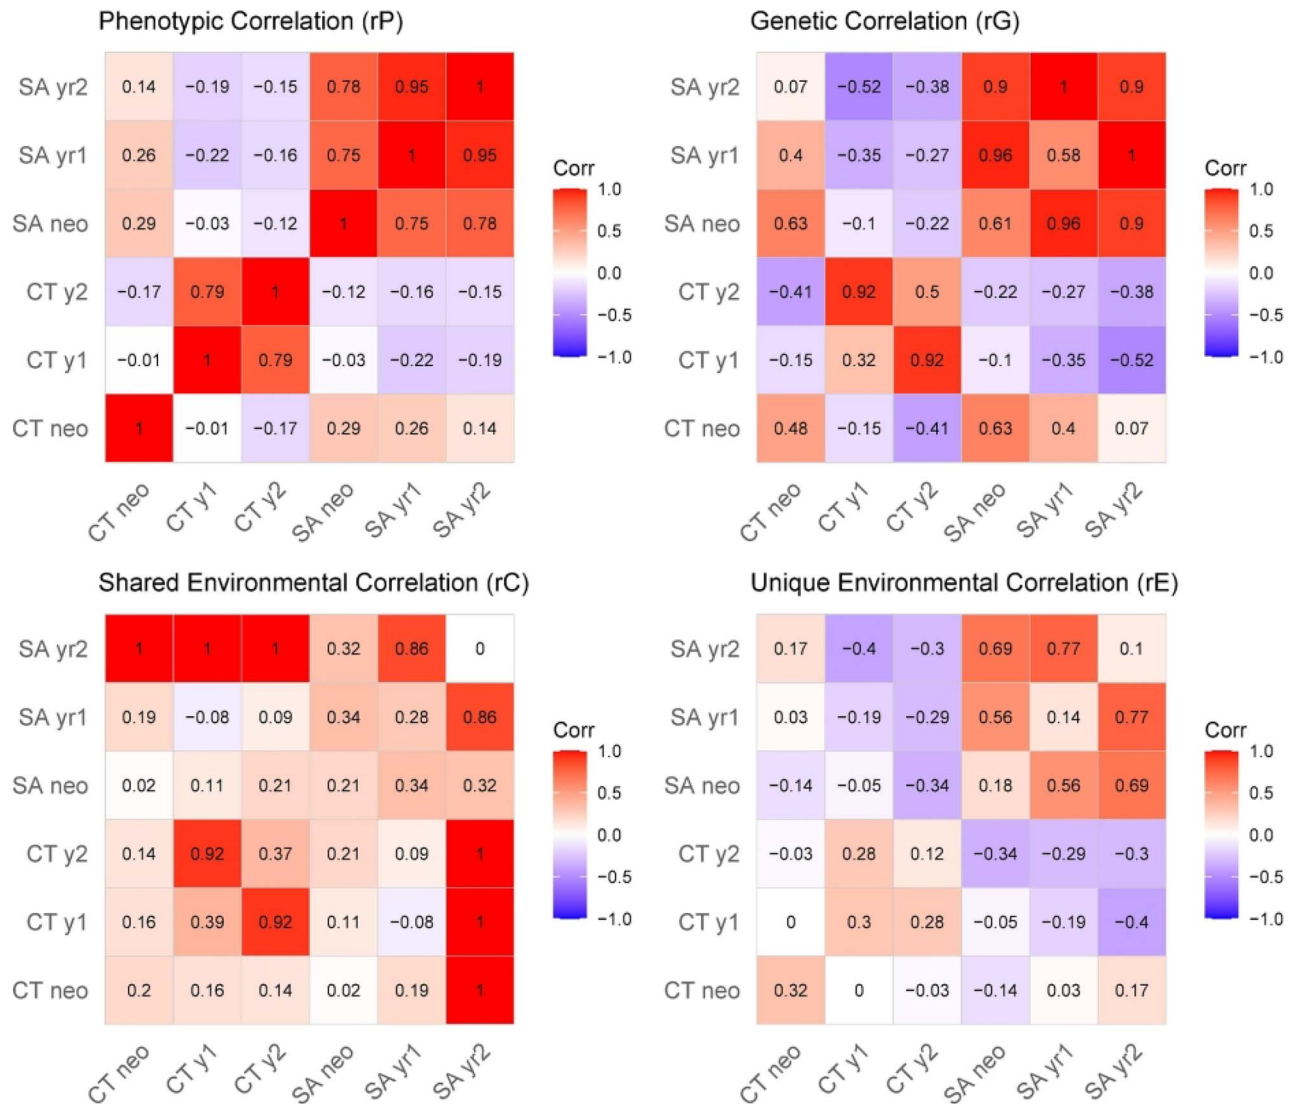 Phenotypic Correlation (rP)
SA yr2 0.14 −0.19 −0.15 0.78 0.95 1
SA yr1 0.26 −0.22 −0.16 0.75 1 0.95
SA neo 0.29 −0.03 −0.12 1 0.75 0.78
CT y2 −0.17 0.79 1 −0.12 −0.16 −0.15
CT y1 −0.01 1 0.79 −0.03 −0.22 −0.19
CT neo 1 −0.01 −0.17 0.29 0.26 0.14
CT neo CT y1 CT y2 SA neo SA yr1 SA yr2
Corr
1.0
0.5
0.0
−0.5
−1.0
Genetic Correlation (rG)
SA yr2 0.07 −0.52 −0.38 0.9 1 0.9
SA yr1 0.4 −0.35 −0.27 0.96 0.58 1
SA neo 0.63 −0.1 −0.22 0.61 0.96 0.9
CT y2 −0.41 0.92 0.5 −0.22 −0.27 −0.38
CT y1 −0.15 0.32 0.92 −0.1 −0.35 −0.52
CT neo 0.48 −0.15 −0.41 0.63 0.4 0.07
CT neo CT y1 CT y2 SA neo SA yr1 SA yr2
Corr
1.0
0.5
0.0
−0.5
−1.0
Shared Environmental Correlation (rC)
SA yr2 1 1 1 0.32 0.86 0
SA yr1 0.19 −0.08 0.09 0.34 0.28 0.86
SA neo 0.02 0.11 0.21 0.21 0.34 0.32
CT y2 0.14 0.92 0.37 0.21 0.09 1
CT y1 0.16 0.39 0.92 0.11 −0.08 1
CT neo 0.2 0.16 0.14 0.02 0.19 1
CT neo CT y1 CT y2 SA neo SA yr1 SA yr2
Corr
1.0
0.5
0.0
−0.5
−1.0
Unique Environmental Correlation (rE)
SA yr2 0.17 −0.4 −0.3 0.69 0.77 0.1
SA yr1 0.03 −0.19 −0.29 0.56 0.14 0.77
SA neo −0.14 −0.05 −0.34 0.18 0.56 0.69
CT y2 −0.03 0.28 0.12 −0.34 −0.29 −0.3
CT y1 0 0.3 0.28 −0.05 −0.19 −0.4
CT neo 0.32 0 −0.03 −0.14 0.03 0.17
CT neo CT y1 CT y2 SA neo SA yr1 SA yr2
Corr
1.0
0.5
0.0
−0.5
−1.0